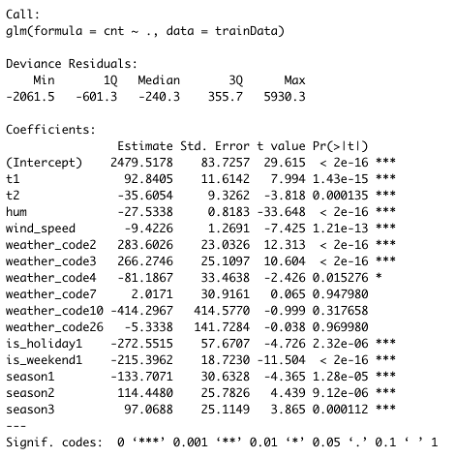 Call:
glm(formula = cnt ~ ., data = trainData)
Deviance Residuals:
Min 1Q Median 3Q Max
-2061.5 -601.3 -240.3 355.7 5930.3
Coefficients:
Estimate Std. Error t value Pr(>|t|)
(Intercept) 2479.5178 83.7257 29.615 < 2e-16 ***
t1 92.8405 11.6142 7.994 1.43e-15 ***
t2 -35.6054 9.3262 -3.818 0.000135 ***
hum -27.5338 0.8183 -33.648 < 2e-16 ***
wind_speed -9.4226 1.2691 -7.425 1.21e-13 ***
weather_code2 283.6026 23.0326 12.313 < 2e-16 ***
weather_code3 266.2746 25.1097 10.604 < 2e-16 ***
weather_code4 -81.1867 33.4638 -2.426 0.015276 *
weather_code7 2.0171 30.9161 0.065 0.947980
weather_code10 -414.2967 414.5770 -0.999 0.317658
weather_code26 -5.3338 141.7284 -0.038 0.969980
is_holiday1 -272.5515 57.6707 -4.726 2.32e-06 ***
is_weekend1 -215.3962 18.7230 -11.504 < 2e-16 ***
season1 -133.7071 30.6328 -4.365 1.28e-05 ***
season2 114.4480 25.7826 4.439 9.12e-06 ***
season3 97.0688 25.1149 3.865 0.000112 ***
---
Signif. codes: 0 ‘***’ 0.001 ‘**’ 0.01 ‘*’ 0.05 ‘.’ 0.1 ‘ ’ 1